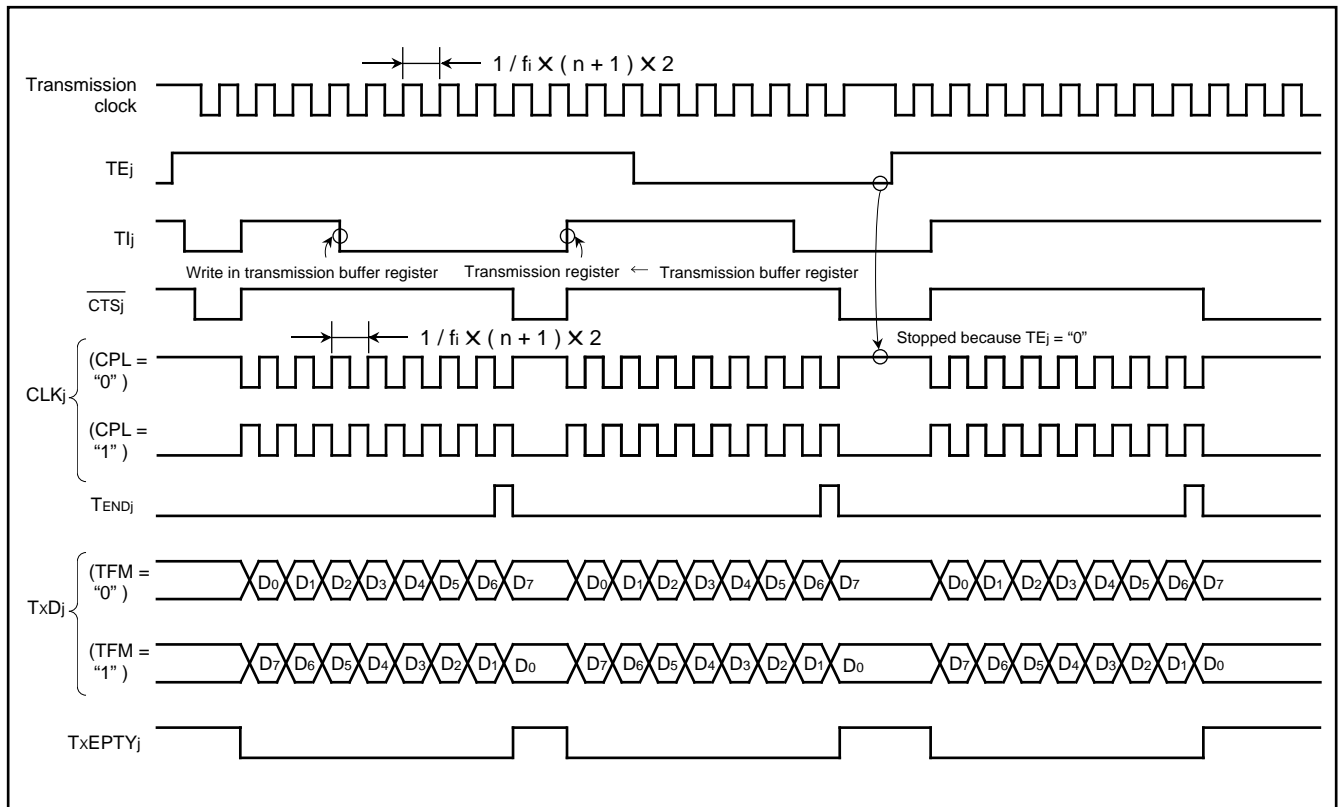 1 / fi X ( n + 1 ) X 2
Transmission
clock
TEj
TIj
Write in transmission buffer register
Transmission register ← Transmission buffer register
CTSj
1 / fi X ( n + 1 ) X 2
Stopped because TEj = “0”
CLKj
(CPL =
“0” )
(CPL =
“1” )
TENDj
TxDj
(TFM =
“0” )
D0 D1 D2 D3 D4 D5 D6 D7 D0 D1 D2 D3 D4 D5 D6 D7 D0 D1 D2 D3 D4 D5 D6 D7
(TFM =
“1” )
D7 D6 D5 D4 D3 D2 D1 D0 D7 D6 D5 D4 D3 D2 D1 D0 D7 D6 D5 D4 D3 D2 D1 D0
TxEPTYj